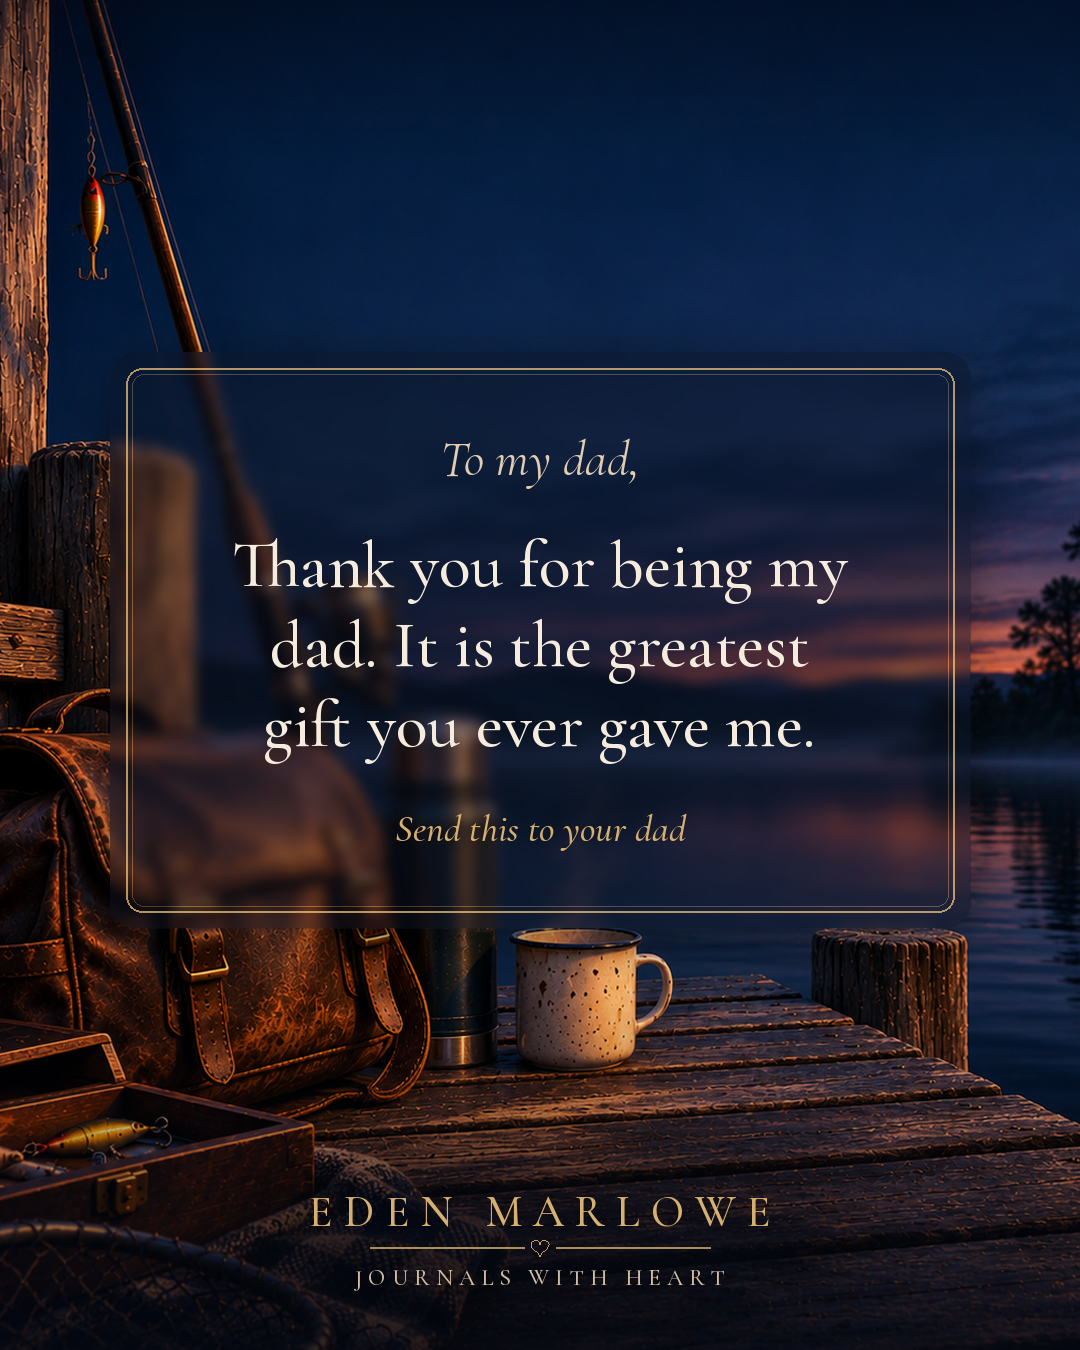 To my dad,
Thank you for being my
dad. It is the greatest
gift you ever gave me.
Send this to your dad
EDEN MARLOWE
JOURNALS WITH HEART